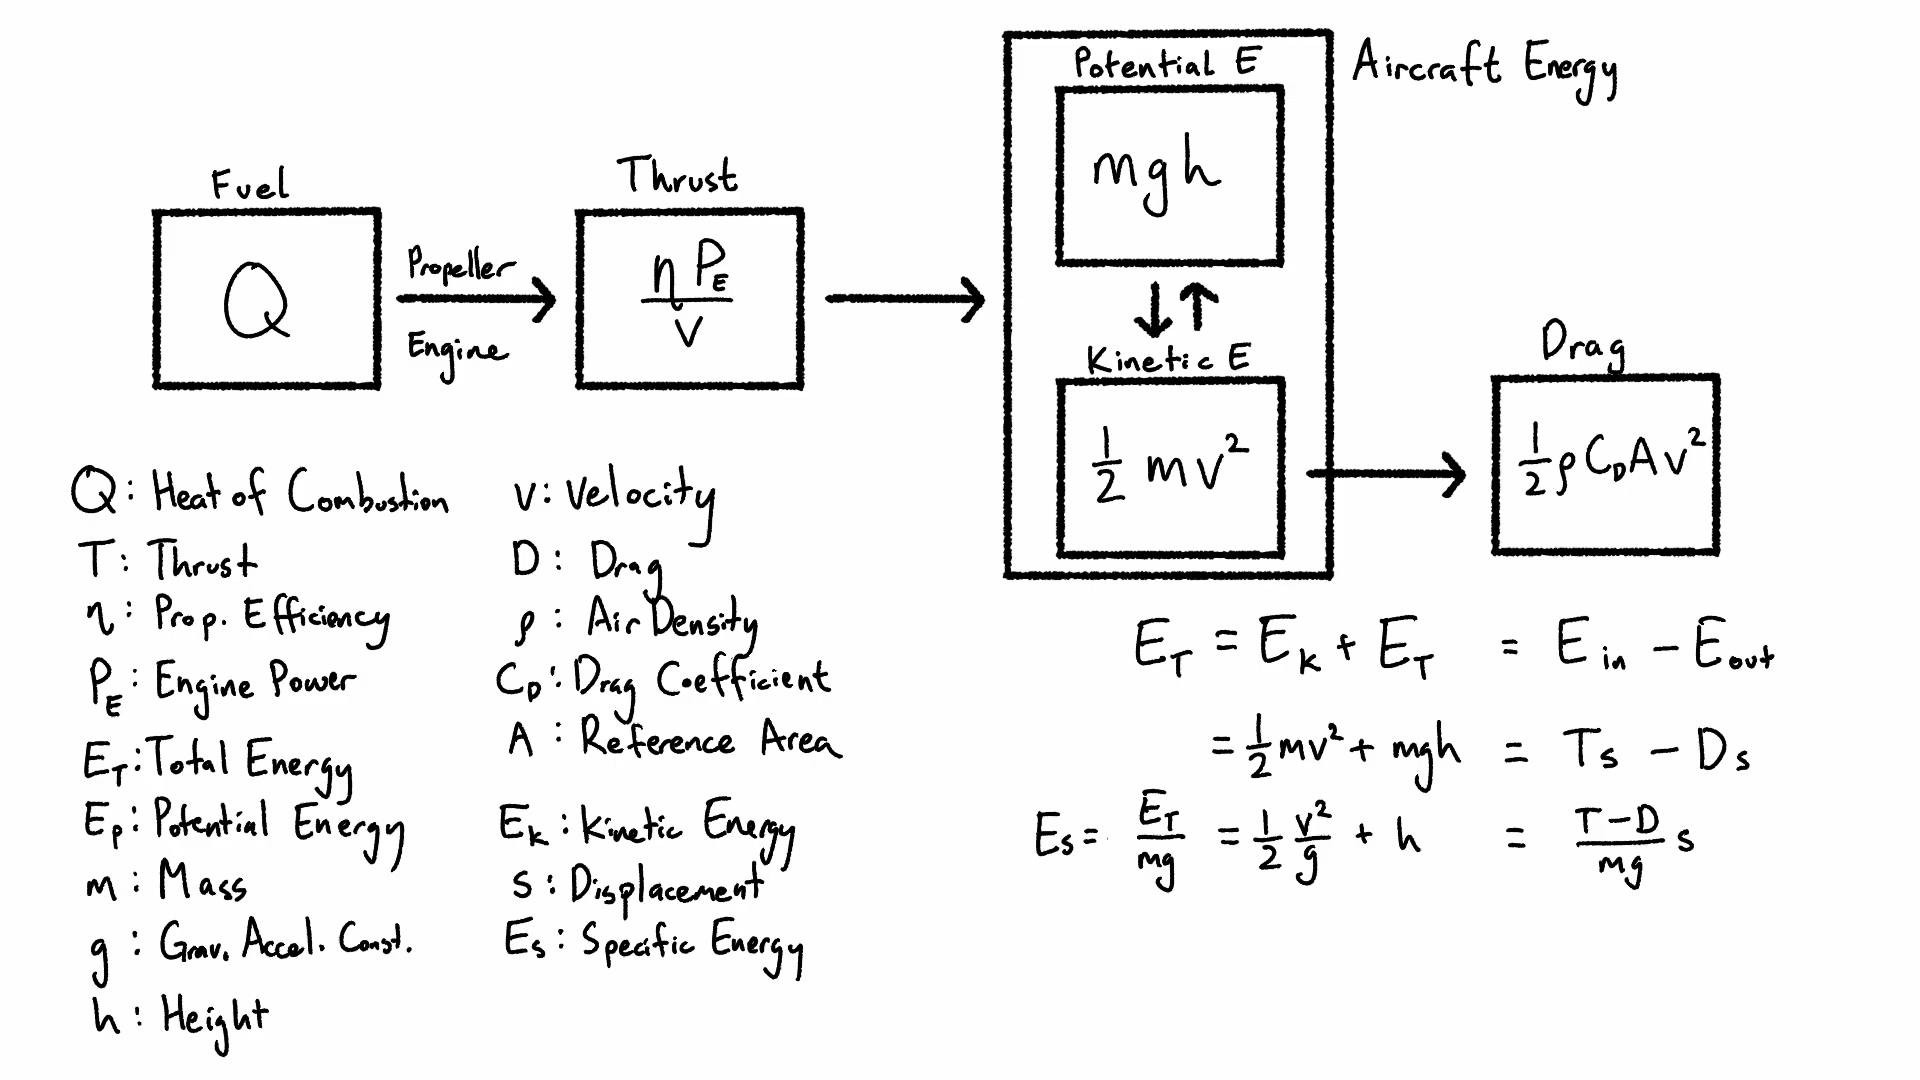 Potential E
Aircraft Energy
mgh
Fuel
Thrust
Q
Propeller
Engine
η P_E / v
Kinetic E
½ mv²
Drag
½ ρ C_D A v²
Q : Heat of Combustion
T : Thrust
η : Prop. Efficiency
P_E : Engine Power
E_T : Total Energy
E_P : Potential Energy
m : Mass
g : Grav. Accel. Const.
h : Height
v : Velocity
D : Drag
ρ : Air Density
C_D : Drag Coefficient
A : Reference Area
E_k : Kinetic Energy
s : Displacement
E_s : Specific Energy
E_T = E_k + E_T = E_in − E_out
= ½ mv² + mgh = Ts − Ds
E_s = E_T / mg = ½ v² / g + h = (T − D) / mg s